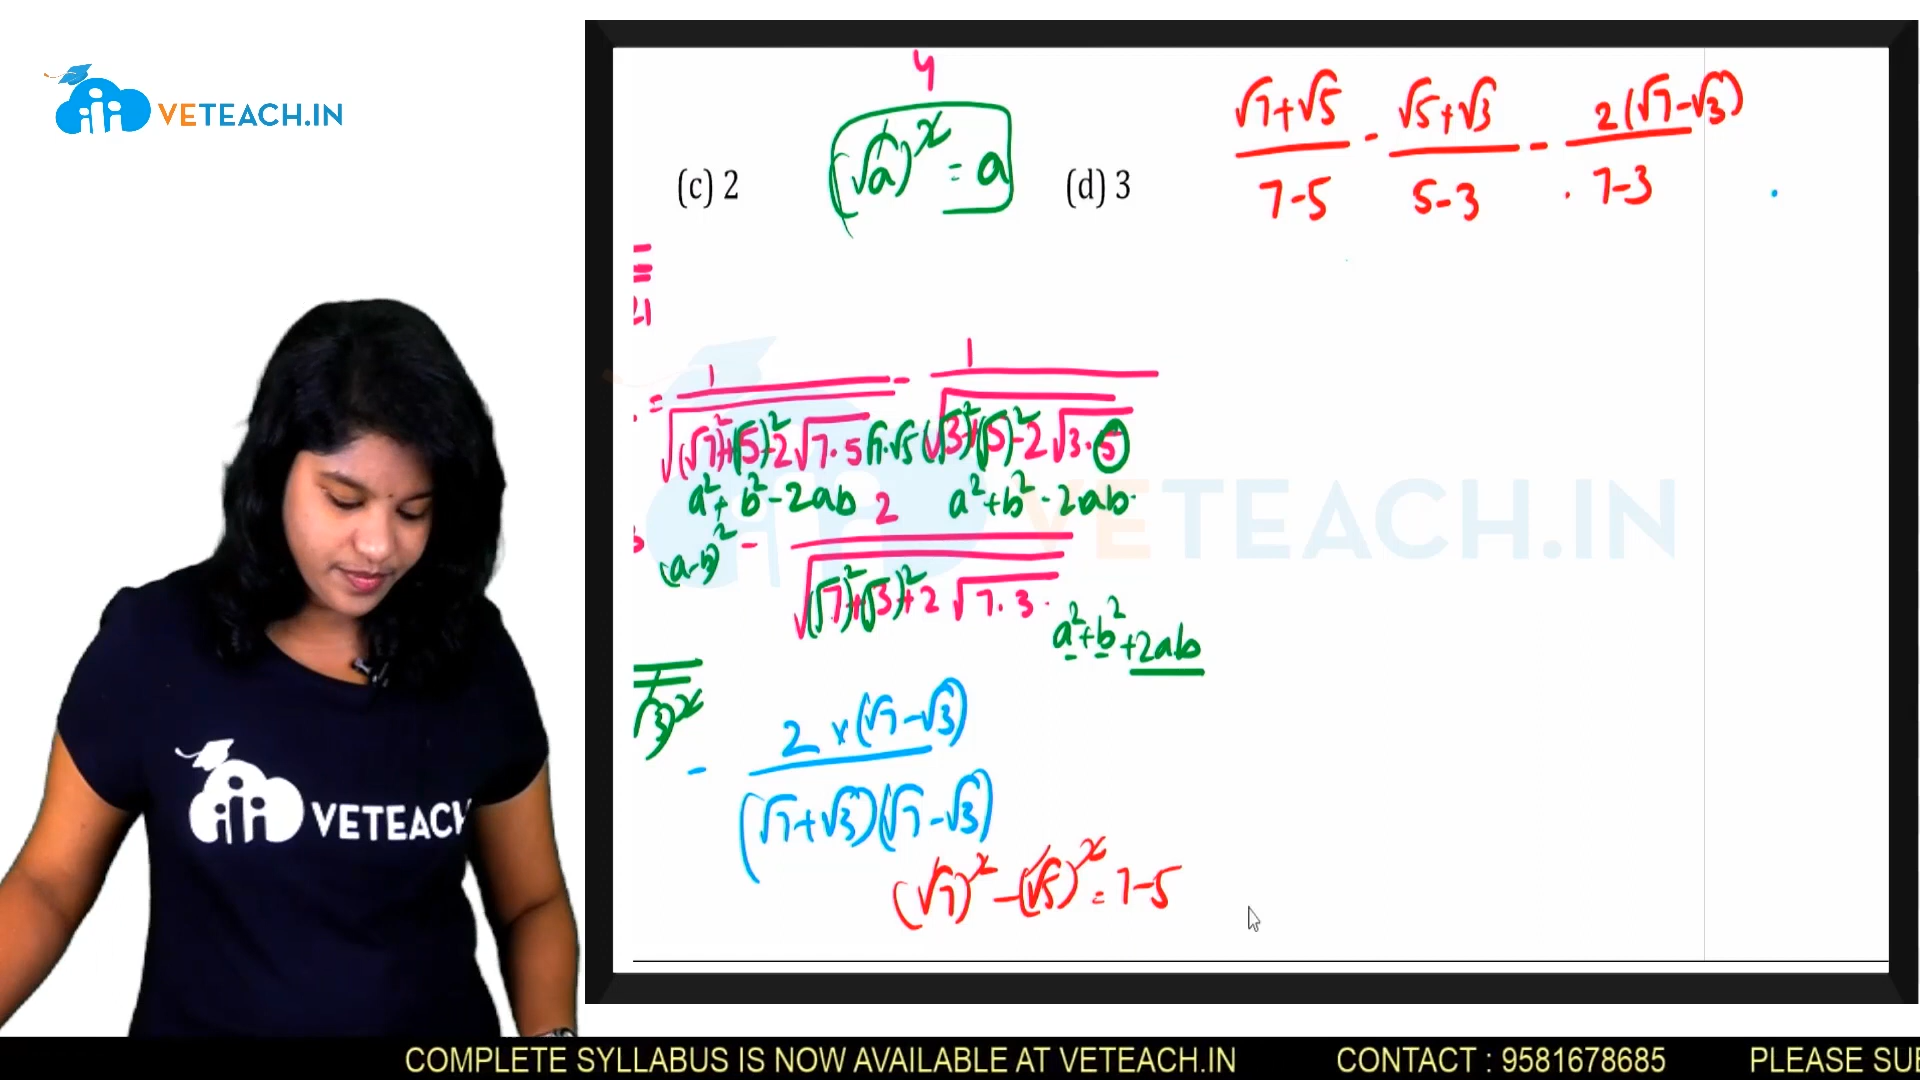 VETEACH.IN
4
(√a)^x = a
(c) 2
(d) 3
√7+√5 / 7-5 - √5+√3 / 5-3 - 2(√7-√3) / 7-3
21
= 1 / √((√7)²+(√5)²-2√7·5 √7·√5 - 1 / √((√3)²+(√5)²-2√3·5
a²+b²-2ab
a²+b²-2ab
(a-b)² - 2 / √((√7)²+(√3)²+2√7·3
a²+b²+2ab
√3)^x
- 2×(√7-√3) / (√7+√3)(√7-√3)
(√7)^x - (√5)^x = 7-5
VETEACH.IN
VETEACH
COMPLETE SYLLABUS IS NOW AVAILABLE AT VETEACH.IN CONTACT : 9581678685 PLEASE SU